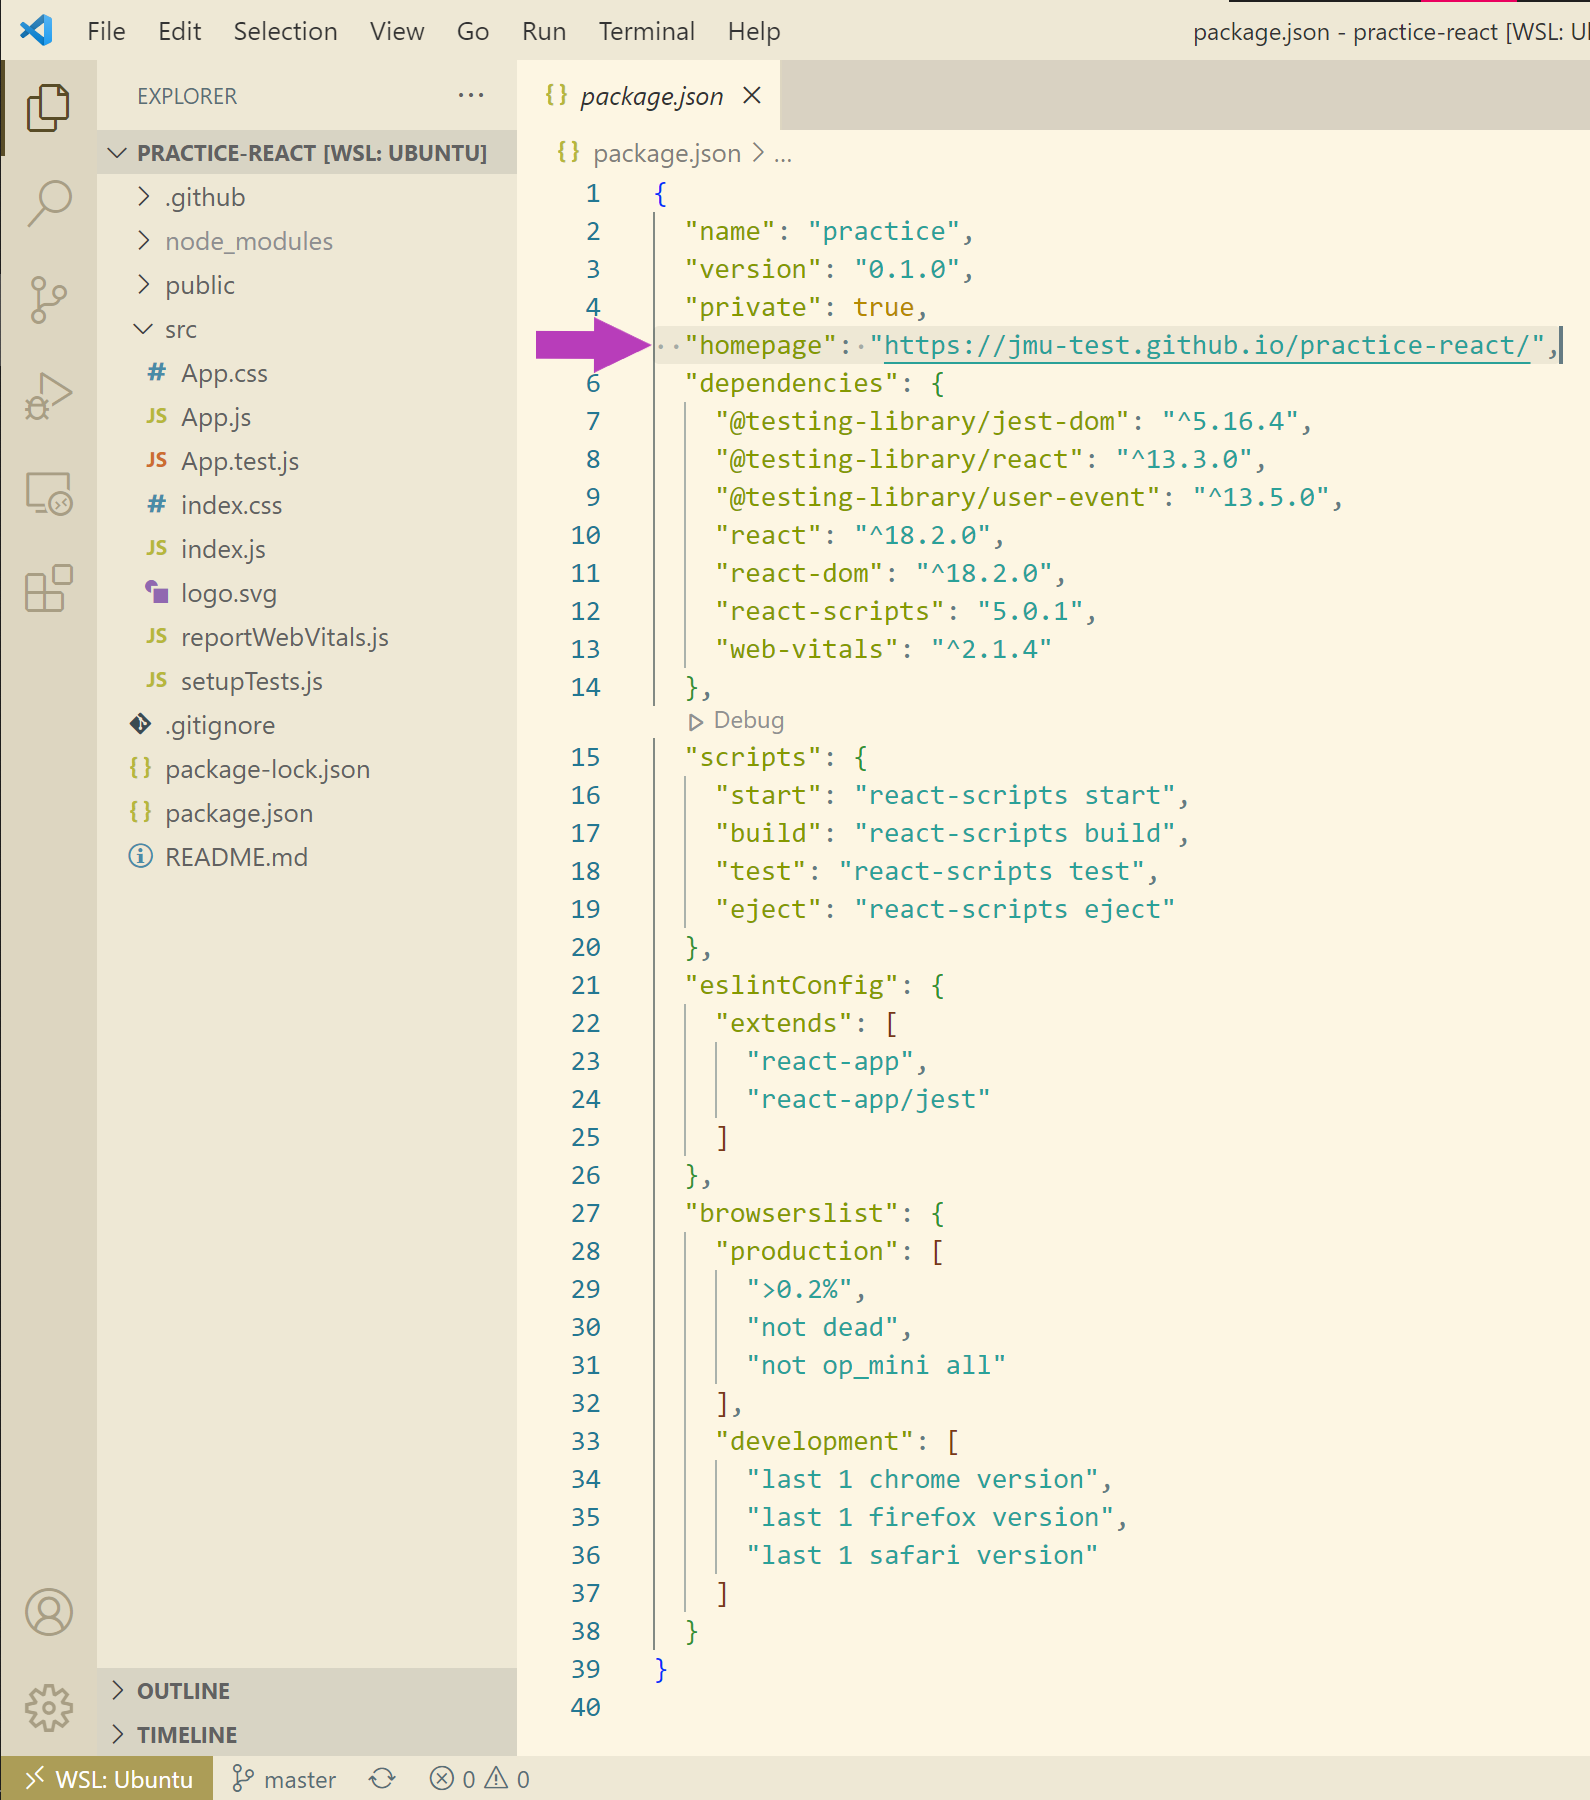 File Edit Selection View Go Run Terminal Help
package.json - practice-react [WSL: U
EXPLORER ···
PRACTICE-REACT [WSL: UBUNTU]
.github
node_modules
public
src
# App.css
JS App.js
JS App.test.js
# index.css
JS index.js
logo.svg
JS reportWebVitals.js
JS setupTests.js
.gitignore
{} package-lock.json
{} package.json
README.md
OUTLINE
TIMELINE
{} package.json
{} package.json > ...
1 {
2 "name": "practice",
3 "version": "0.1.0",
4 "private": true,
"homepage": "https://jmu-test.github.io/practice-react/",
6 "dependencies": {
7 "@testing-library/jest-dom": "^5.16.4",
8 "@testing-library/react": "^13.3.0",
9 "@testing-library/user-event": "^13.5.0",
10 "react": "^18.2.0",
11 "react-dom": "^18.2.0",
12 "react-scripts": "5.0.1",
13 "web-vitals": "^2.1.4"
14 },
Debug
15 "scripts": {
16 "start": "react-scripts start",
17 "build": "react-scripts build",
18 "test": "react-scripts test",
19 "eject": "react-scripts eject"
20 },
21 "eslintConfig": {
22 "extends": [
23 "react-app",
24 "react-app/jest"
25 ]
26 },
27 "browserslist": {
28 "production": [
29 ">0.2%",
30 "not dead",
31 "not op_mini all"
32 ],
33 "development": [
34 "last 1 chrome version",
35 "last 1 firefox version",
36 "last 1 safari version"
37 ]
38 }
39 }
40
WSL: Ubuntu master 0 0